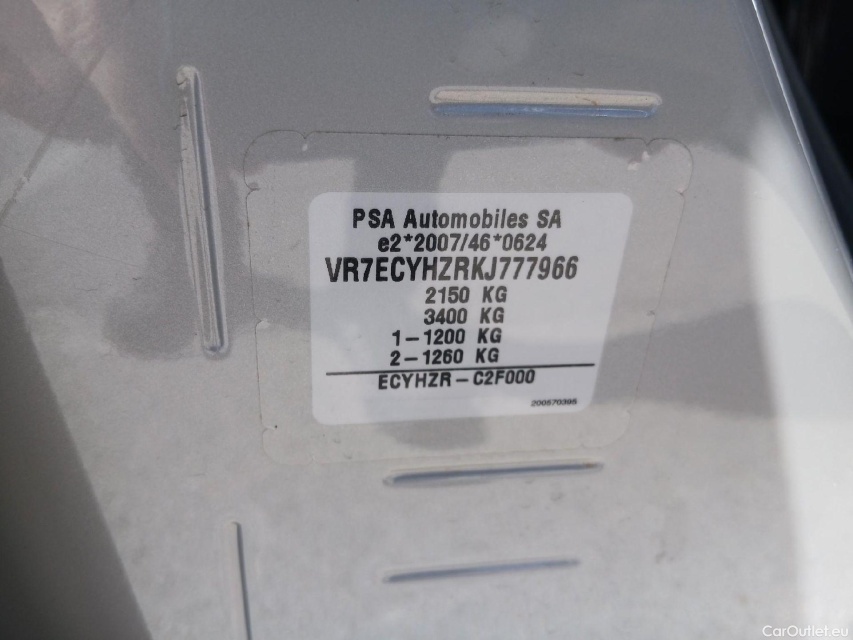 PSA Automobiles SA
e2*2007/46*0624
VR7ECYHZRKJ777966
2150 KG
3400 KG
1-1200 KG
2-1260 KG
ECYHZR-C2F000
200570395
CarOutlet.eu